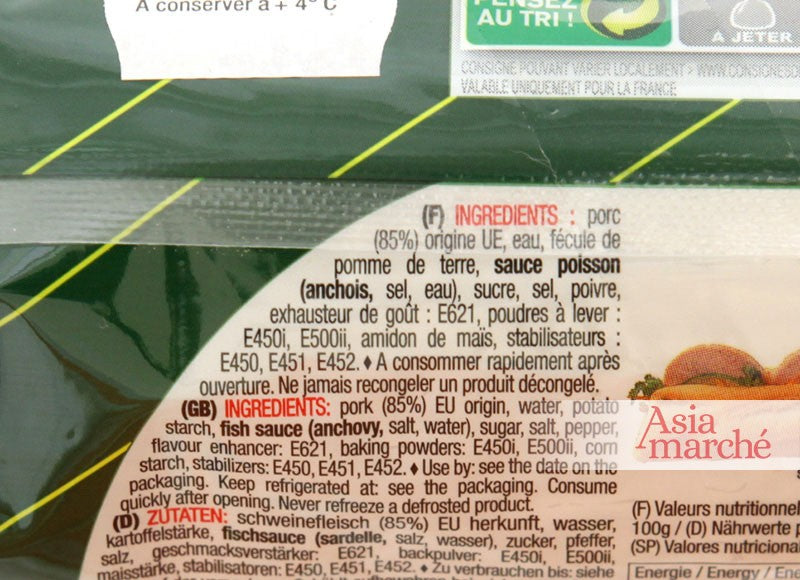 A conserver à + 4° C
PENSEZ
AU TRI !
A JETER
CONSIGNE POUVANT VARIER LOCALEMENT > WWW.CONSIGNESD
VALABLE UNIQUEMENT POUR LA FRANCE
(F) INGREDIENTS : porc
(85%) origine UE, eau, fécule de
pomme de terre, sauce poisson
(anchois, sel, eau), sucre, sel, poivre,
exhausteur de goût : E621, poudres à lever :
E450i, E500ii, amidon de maïs, stabilisateurs :
E450, E451, E452. ♦ A consommer rapidement après
ouverture. Ne jamais recongeler un produit décongelé.
(GB) INGREDIENTS: pork (85%) EU origin, water, potato
starch, fish sauce (anchovy, salt, water), sugar, salt, pepper,
flavour enhancer: E621, baking powders: E450i, E500ii, corn
starch, stabilizers: E450, E451, E452. ♦ Use by: see the date on the
packaging. Keep refrigerated at: see the packaging. Consume
quickly after opening. Never refreeze a defrosted product.
(D) ZUTATEN: schweinefleisch (85%) EU herkunft, wasser,
kartoffelstärke, fischsauce (sardelle, salz, wasser), zucker, pfeffer,
salz, geschmacksverstärker: E621, backpulver: E450i, E500ii,
maisstärke, stabilisatoren: E450, E451, E452. ♦ Zu verbrauchen bis: siehe
Asia
marché
(F) Valeurs nutritionnel
100g / (D) Nährwerte p
(SP) Valores nutriciona
Energie / Energy / Ene